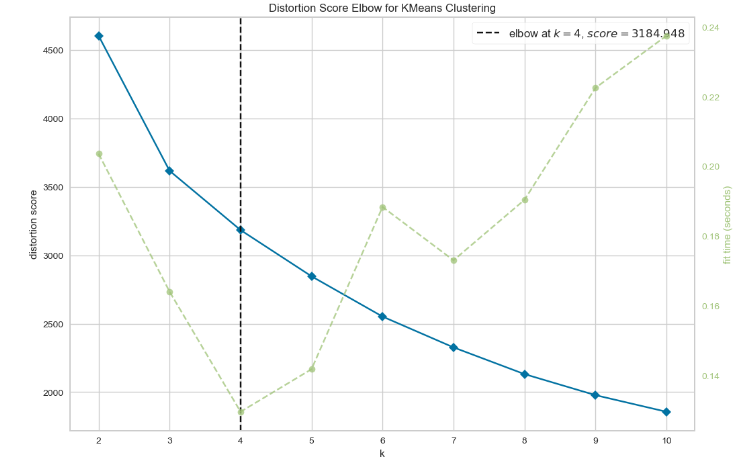 Distortion Score Elbow for KMeans Clustering
elbow at k = 4, score = 3184.948
distortion score
4500
4000
3500
3000
2500
2000
0.24
0.22
0.20
0.18
0.16
0.14
fit time (seconds)
2 3 4 5 6 7 8 9 10
k